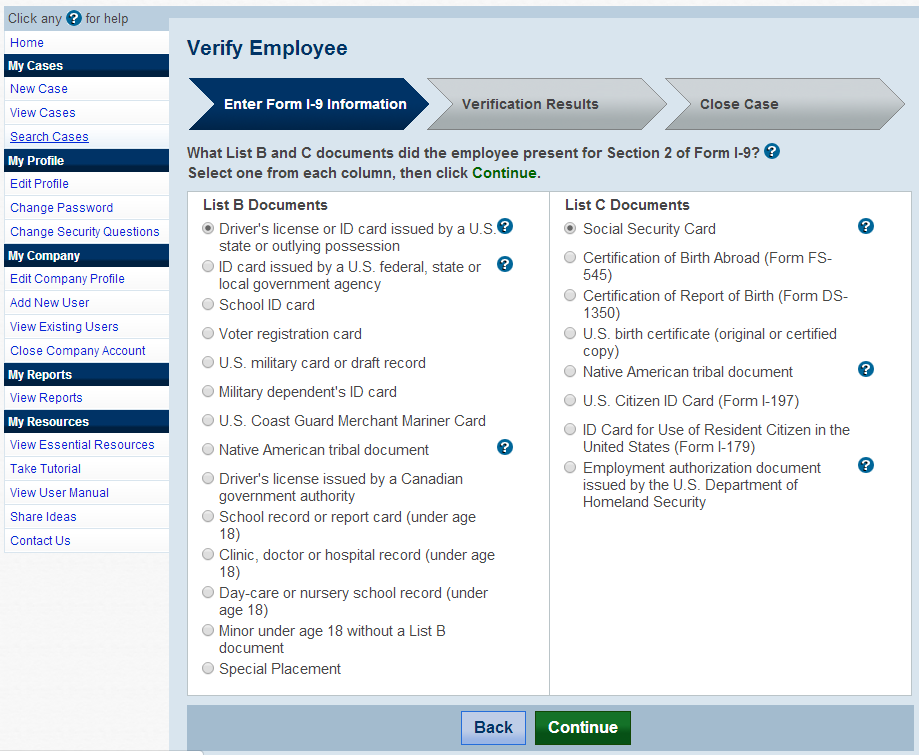 Click any ? for help
Home
My Cases
New Case
View Cases
Search Cases
My Profile
Edit Profile
Change Password
Change Security Questions
My Company
Edit Company Profile
Add New User
View Existing Users
Close Company Account
My Reports
View Reports
My Resources
View Essential Resources
Take Tutorial
View User Manual
Share Ideas
Contact Us
Verify Employee
Enter Form I-9 Information
Verification Results
Close Case
What List B and C documents did the employee present for Section 2 of Form I-9? ?
Select one from each column, then click Continue.
List B Documents
Driver's license or ID card issued by a U.S. ?
state or outlying possession
ID card issued by a U.S. federal, state or ?
local government agency
School ID card
Voter registration card
U.S. military card or draft record
Military dependent's ID card
U.S. Coast Guard Merchant Mariner Card
Native American tribal document ?
Driver's license issued by a Canadian
government authority
School record or report card (under age
18)
Clinic, doctor or hospital record (under age
18)
Day-care or nursery school record (under
age 18)
Minor under age 18 without a List B
document
Special Placement
List C Documents
Social Security Card ?
Certification of Birth Abroad (Form FS-
545)
Certification of Report of Birth (Form DS-
1350)
U.S. birth certificate (original or certified
copy)
Native American tribal document ?
U.S. Citizen ID Card (Form I-197)
ID Card for Use of Resident Citizen in the
United States (Form I-179)
Employment authorization document ?
issued by the U.S. Department of
Homeland Security
Back
Continue